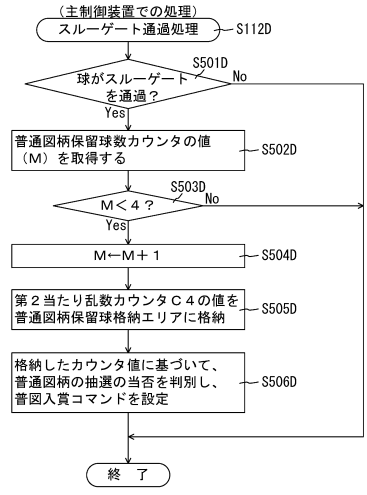 （主制御装置での処理）
スルーゲート通過処理
S112D
球がスルーゲート
を通過？
S501D
No
Yes
普通図柄保留球数カウンタの値
（M）を取得する
S502D
M＜4？
S503D
No
Yes
M←M＋1
S504D
第２当たり乱数カウンタＣ４の値を
普通図柄保留球格納エリアに格納
S505D
格納したカウンタ値に基づいて、
普通図柄の抽選の当否を判別し、
普図入賞コマンドを設定
S506D
終　了